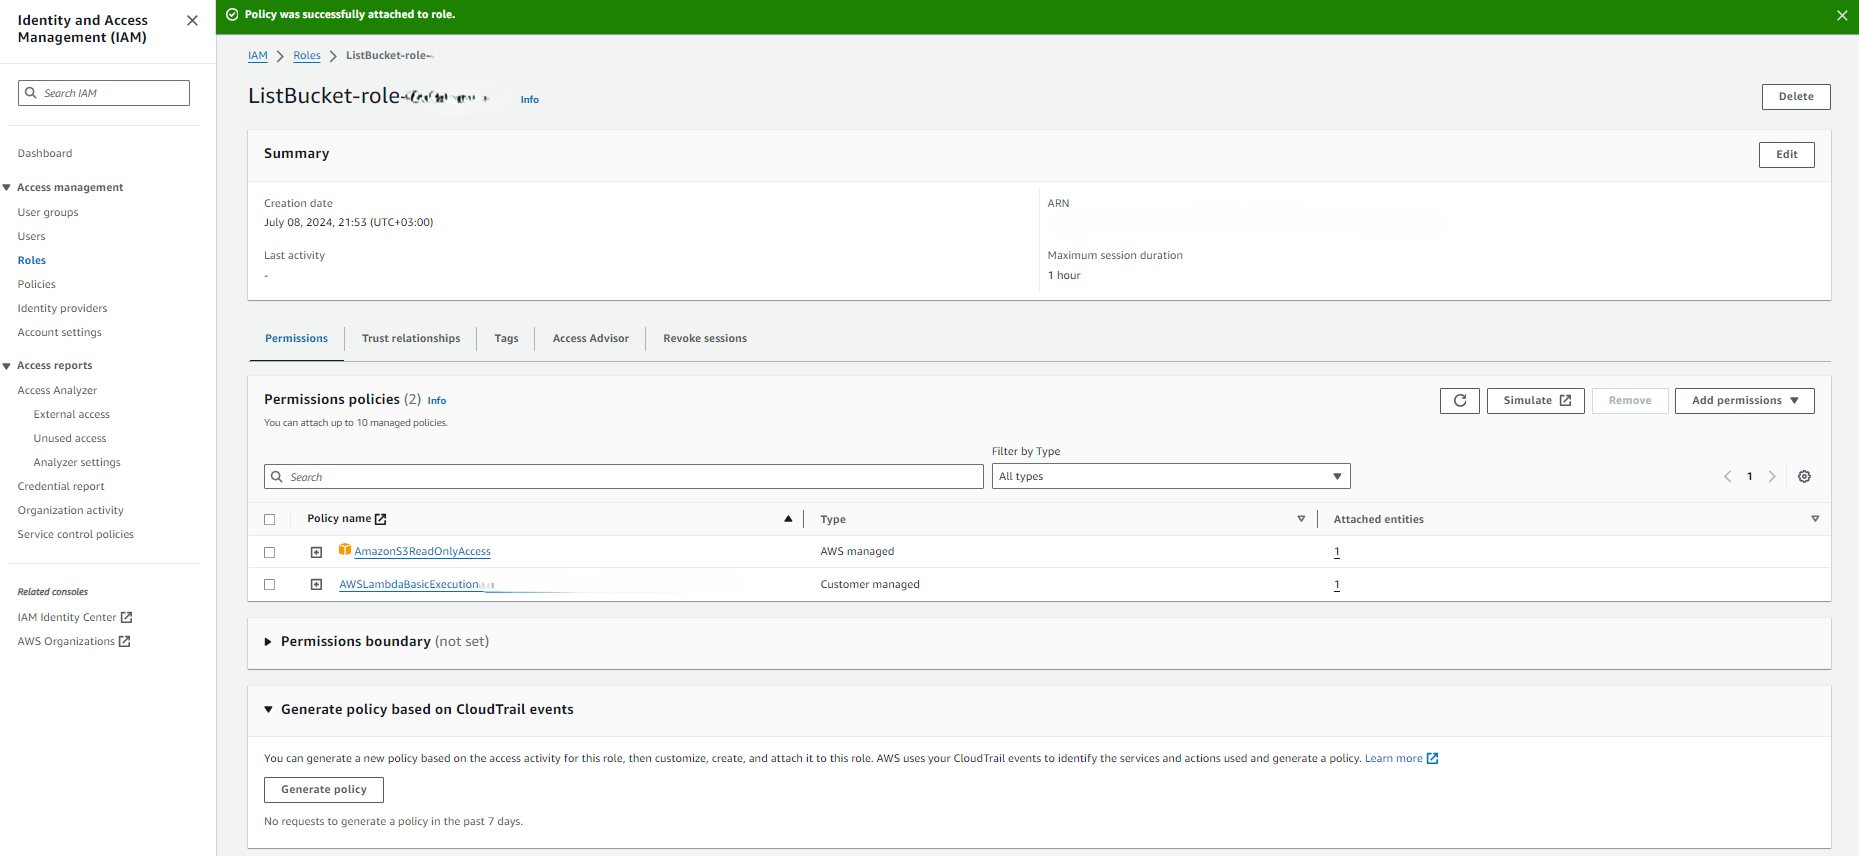 Identity and Access
Management (IAM)
Search IAM
Dashboard
Access management
User groups
Users
Roles
Policies
Identity providers
Account settings
Access reports
Access Analyzer
External access
Unused access
Analyzer settings
Credential report
Organization activity
Service control policies
Related consoles
IAM Identity Center
AWS Organizations
Policy was successfully attached to role.
IAM Roles ListBucket-role-
ListBucket-role- Info
Delete
Summary
Edit
Creation date
July 08, 2024, 21:53 (UTC+03:00)
ARN
Last activity
-
Maximum session duration
1 hour
Permissions Trust relationships Tags Access Advisor Revoke sessions
Permissions policies (2) Info
You can attach up to 10 managed policies.
Simulate Remove Add permissions
Filter by Type
Search All types 1
Policy name Type Attached entities
AmazonS3ReadOnlyAccess AWS managed 1
AWSLambdaBasicExecution Customer managed 1
Permissions boundary (not set)
Generate policy based on CloudTrail events
You can generate a new policy based on the access activity for this role, then customize, create, and attach it to this role. AWS uses your CloudTrail events to identify the services and actions used and generate a policy. Learn more
Generate policy
No requests to generate a policy in the past 7 days.